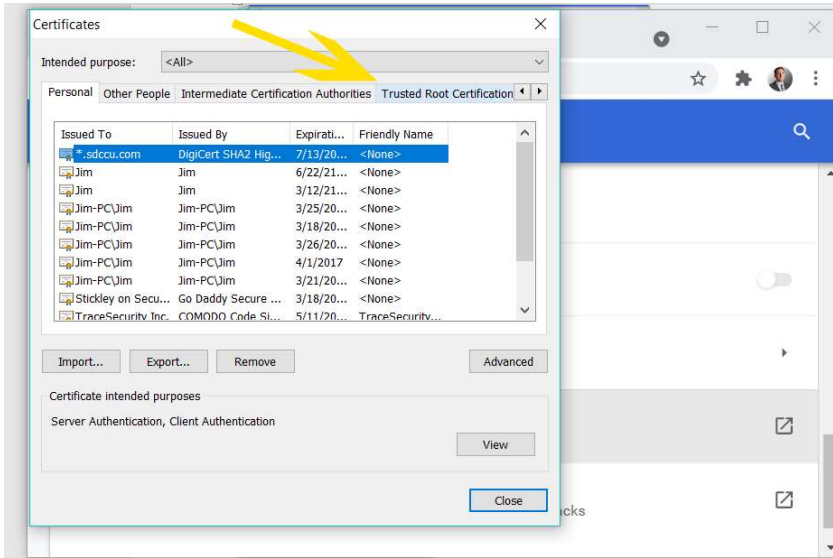 Certificates
Intended purpose: <All>
Personal Other People Intermediate Certification Authorities Trusted Root Certification
Issued To Issued By Expirati... Friendly Name
*.sdccu.com DigiCert SHA2 Hig... 7/13/20... <None>
Jim Jim 6/22/21... <None>
Jim Jim 3/12/21... <None>
Jim-PC\Jim Jim-PC\Jim 3/25/20... <None>
Jim-PC\Jim Jim-PC\Jim 3/18/20... <None>
Jim-PC\Jim Jim-PC\Jim 3/26/20... <None>
Jim-PC\Jim Jim-PC\Jim 4/1/2017 <None>
Jim-PC\Jim Jim-PC\Jim 3/21/20... <None>
Stickley on Secu... Go Daddy Secure ... 3/18/20... <None>
TraceSecurity Inc. COMODO Code Si... 5/11/20... TraceSecurity...
Import... Export... Remove Advanced
Certificate intended purposes
Server Authentication, Client Authentication
View
Close
acks